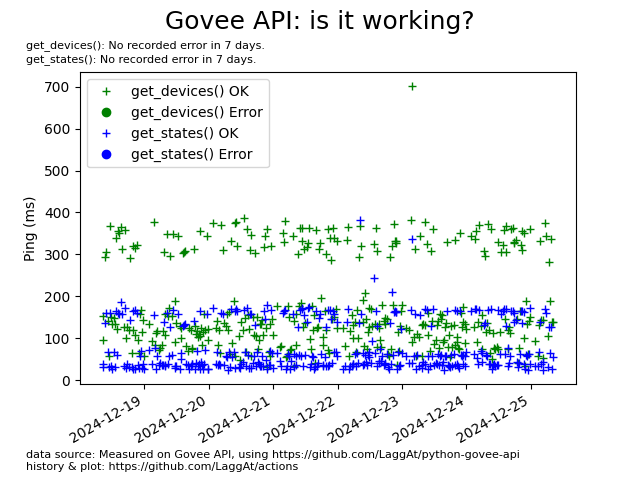 Govee API: is it working?
get_devices(): No recorded error in 7 days.
get_states(): No recorded error in 7 days.
get_devices() OK
get_devices() Error
get_states() OK
get_states() Error
Ping (ms)
700
600
500
400
300
200
100
0
2024-12-19
2024-12-20
2024-12-21
2024-12-22
2024-12-23
2024-12-24
2024-12-25
data source: Measured on Govee API, using https://github.com/LaggAt/python-govee-api
history & plot: https://github.com/LaggAt/actions